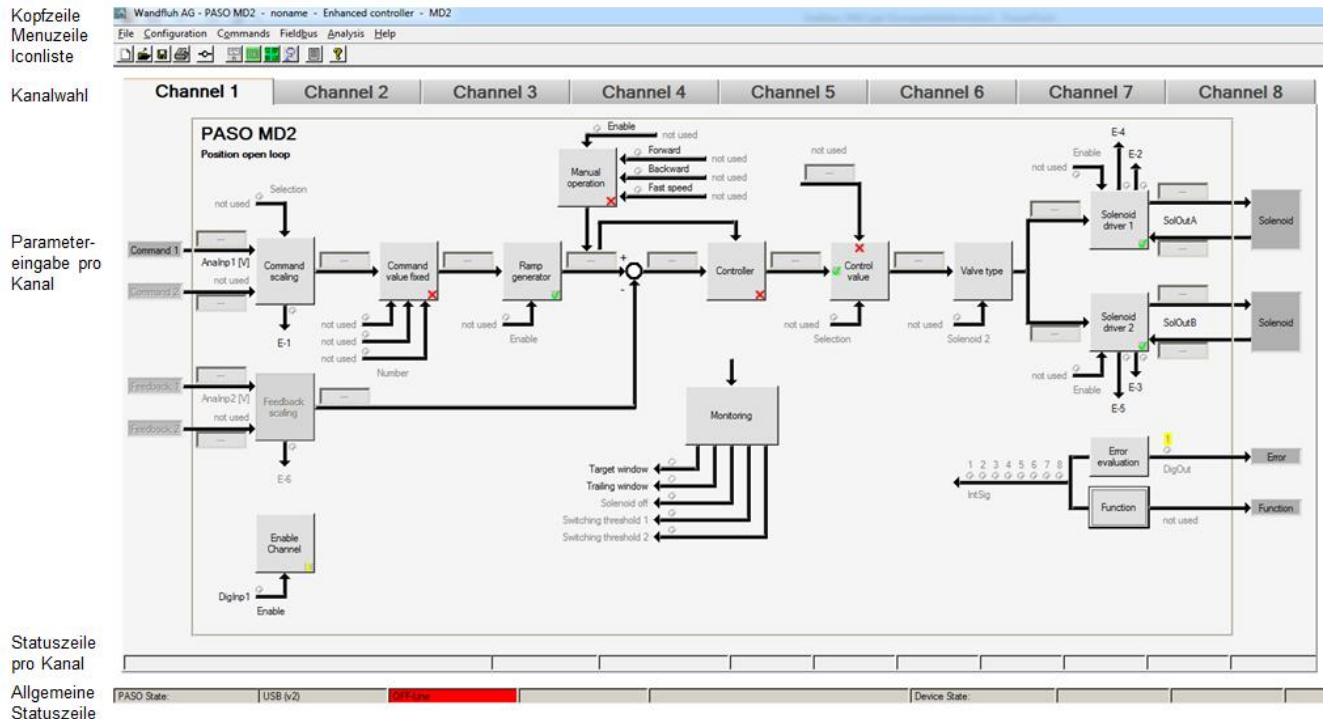 Kopfzeile
Wandfluh AG - PASO MD2 - noname - Enhanced controller - MD2
Menuzeile
File Configuration Commands Fieldbus Analysis Help
Iconliste
Kanalwahl
Channel 1 Channel 2 Channel 3 Channel 4 Channel 5 Channel 6 Channel 7 Channel 8
Parameter-
eingabe pro
Kanal
PASO MD2
Position open loop
Selection
not used
Command 1
AnaInp1 [V]
not used
Command 2
Command
scaling
E-1
Command
value fixed
not used
not used
not used
Number
Ramp
generator
not used
Enable
Enable
not used
Manual
operation
Forward
not used
Backward
not used
Fast speed
not used
+
-
Controller
not used
Control
value
not used
Selection
Valve type
not used
Solenoid 2
E-4
E-2
Enable
not used
Solenoid
driver 1
SolOutA
Solenoid
Solenoid
driver 2
SolOutB
Solenoid
not used
Enable
E-3
E-5
Feedback 1
AnaInp2 [V]
not used
Feedback 2
Feedback
scaling
E-6
Monitoring
Target window
Trailing window
Solenoid off
Switching threshold 1
Switching threshold 2
1 2 3 4 5 6 7 8
IntSig
Error
evaluation
1
DigOut
Error
Function
not used
Function
Enable
Channel
1
DigInp1
Enable
Statuszeile
pro Kanal
Allgemeine
Statuszeile
PASO State: USB (v2) OFF-Line Device State: